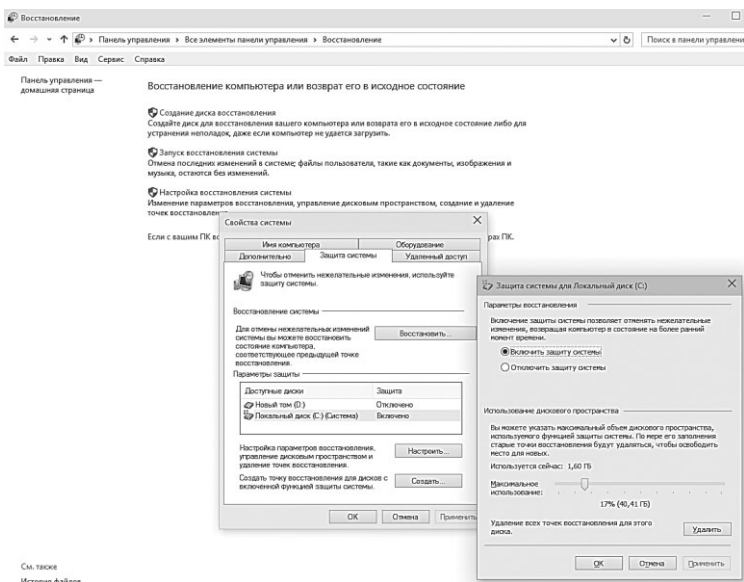 Восстановление
Панель управления › Все элементы панели управления › Восстановление
Поиск в панели управлени
Файл Правка Вид Сервис Справка
Панель управления —
домашняя страница
Восстановление компьютера или возврат его в исходное состояние
Создание диска восстановления
Создайте диск для восстановления вашего компьютера или возврата его в исходное состояние либо для
устранения неполадок, даже если компьютер не удается загрузить.
Запуск восстановления системы
Отмена последних изменений в системе; файлы пользователя, такие как документы, изображения и
музыка, остаются без изменений.
Настройка восстановления системы
Изменение параметров восстановления, управление дисковым пространством, создание и удаление
точек восстановлени
Если с вашим ПК
рах ПК.
См. также
История файлов
Свойства системы
Имя компьютера Оборудование
Дополнительно Защита системы Удаленный доступ
Чтобы отменить нежелательные изменения, используйте
защиту системы.
Восстановление системы
Для отмены нежелательных изменений
системы вы можете восстановить
состояние компьютера,
соответствующее предыдущей точке
восстановления.
Восстановить...
Параметры защиты
Доступные диски Защита
Новый том (D:) Отключено
Локальный диск (C:) (Система) Включено
Настройка параметров восстановления,
управление дисковым пространством и
удаление точек восстановления.
Настроить...
Создать точку восстановления для дисков с
включенной функцией защиты системы.
Создать...
ОК Отмена Применить
Защита системы для Локальный диск (C:)
Параметры восстановления
Включение защиты системы позволяет отменять нежелательные
изменения, возвращая компьютер в состояние на более ранний
момент времени.
Включить защиту системы
Отключить защиту системы
Использование дискового пространства
Вы можете указать максимальный объем дискового пространства,
используемого функцией защиты системы. По мере его заполнения
старые точки восстановления будут удаляться, чтобы освободить
место для новых.
Используется сейчас: 1,60 ГБ
Максимальное
использование:
17% (40,41 ГБ)
Удаление всех точек восстановления для этого
диска.
Удалить
ОК Отмена Применить